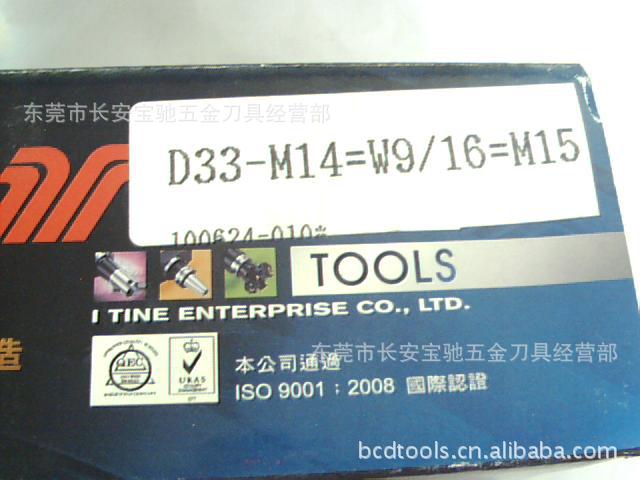 东莞市长安宝驰五金刀具经营部
D33-M14=W9/16=M15
100624-010*
TOOLS
I TINE ENTERPRISE CO., LTD.
东莞市长安宝驰五金刀具经营部
造
本公司通過
UKAS
ISO 9001：2008 國際認證
bcdtools.cn.alibaba.com